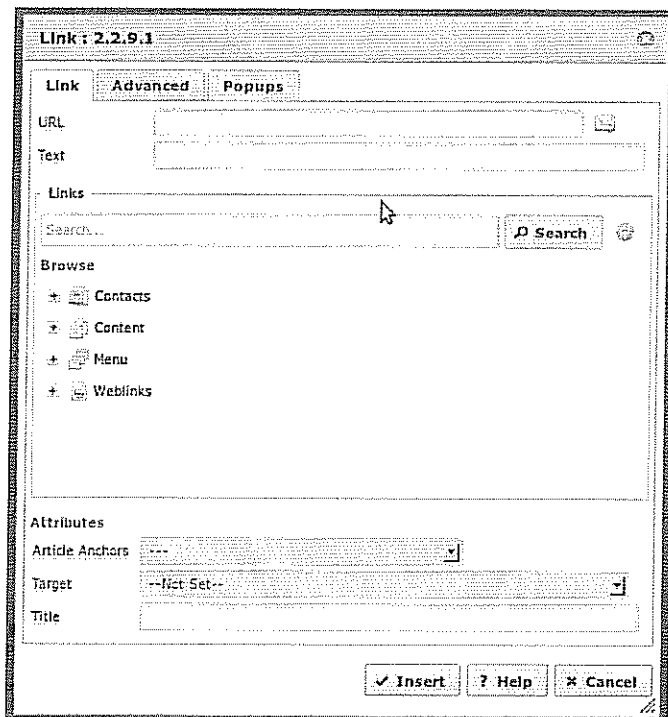 Link : 2.2.9.1
Link Advanced Popups
URL
Text
Links
Search...
Search
Browse
Contacts
Content
Menu
Weblinks
Attributes
Article Anchors ---
Target --Not Set--
Title
Insert ? Help Cancel